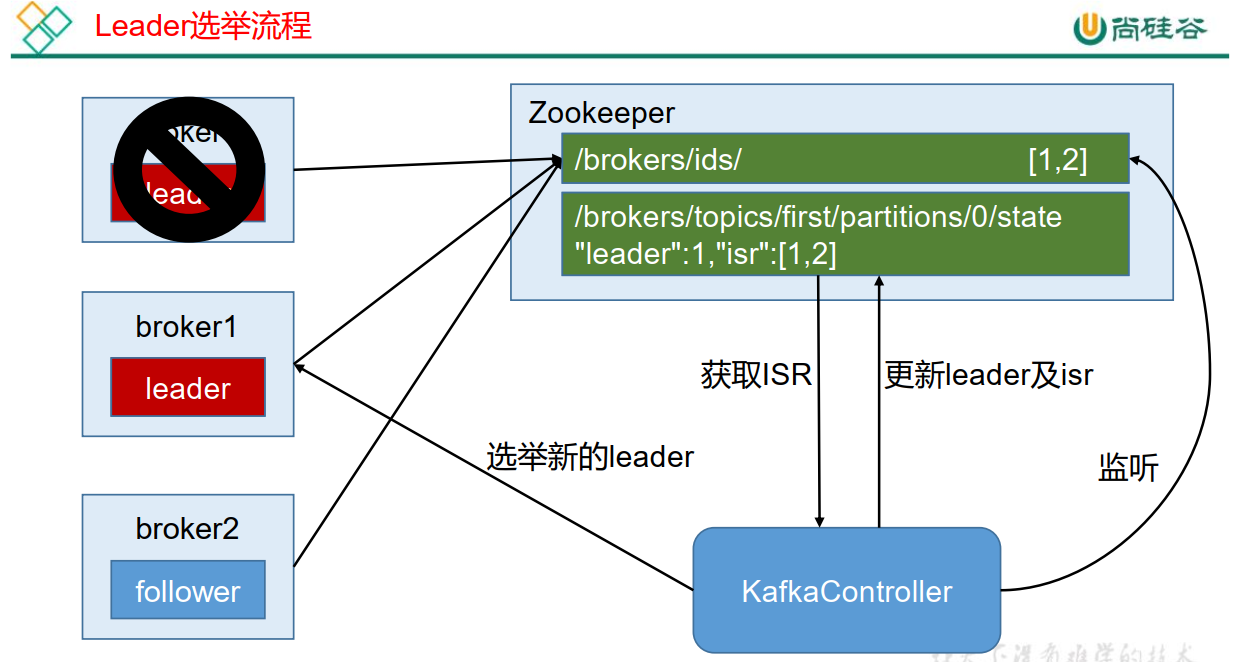 Leader选举流程
尚硅谷
Zookeeper
/brokers/ids/ [1,2]
/brokers/topics/first/partitions/0/state
"leader":1,"isr":[1,2]
broker1
leader
broker2
follower
获取ISR
更新leader及isr
选举新的leader
监听
KafkaController